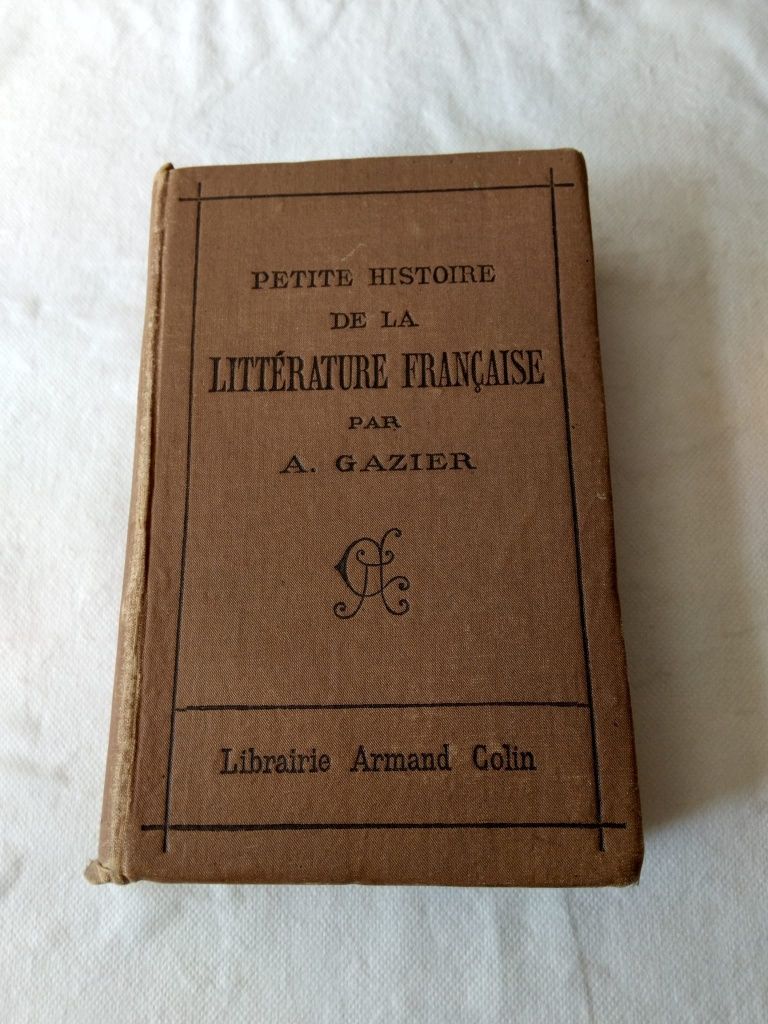 PETITE HISTOIRE
DE LA
LITTÉRATURE FRANÇAISE
PAR
A. GAZIER
Librairie Armand Colin